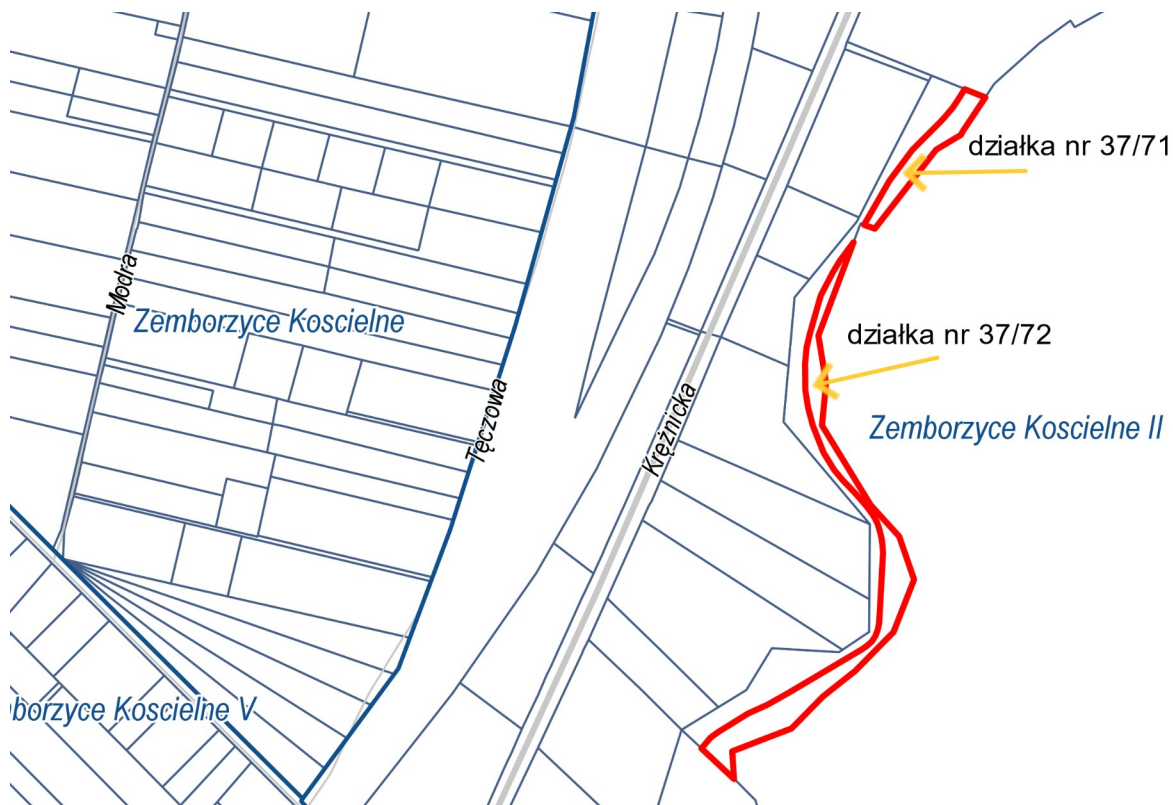 działka nr 37/71
Modra
Zemborzyce Koscielne
działka nr 37/72
Tęczowa
Krężnicka
Zemborzyce Koscielne II
borzyce Koscielne V